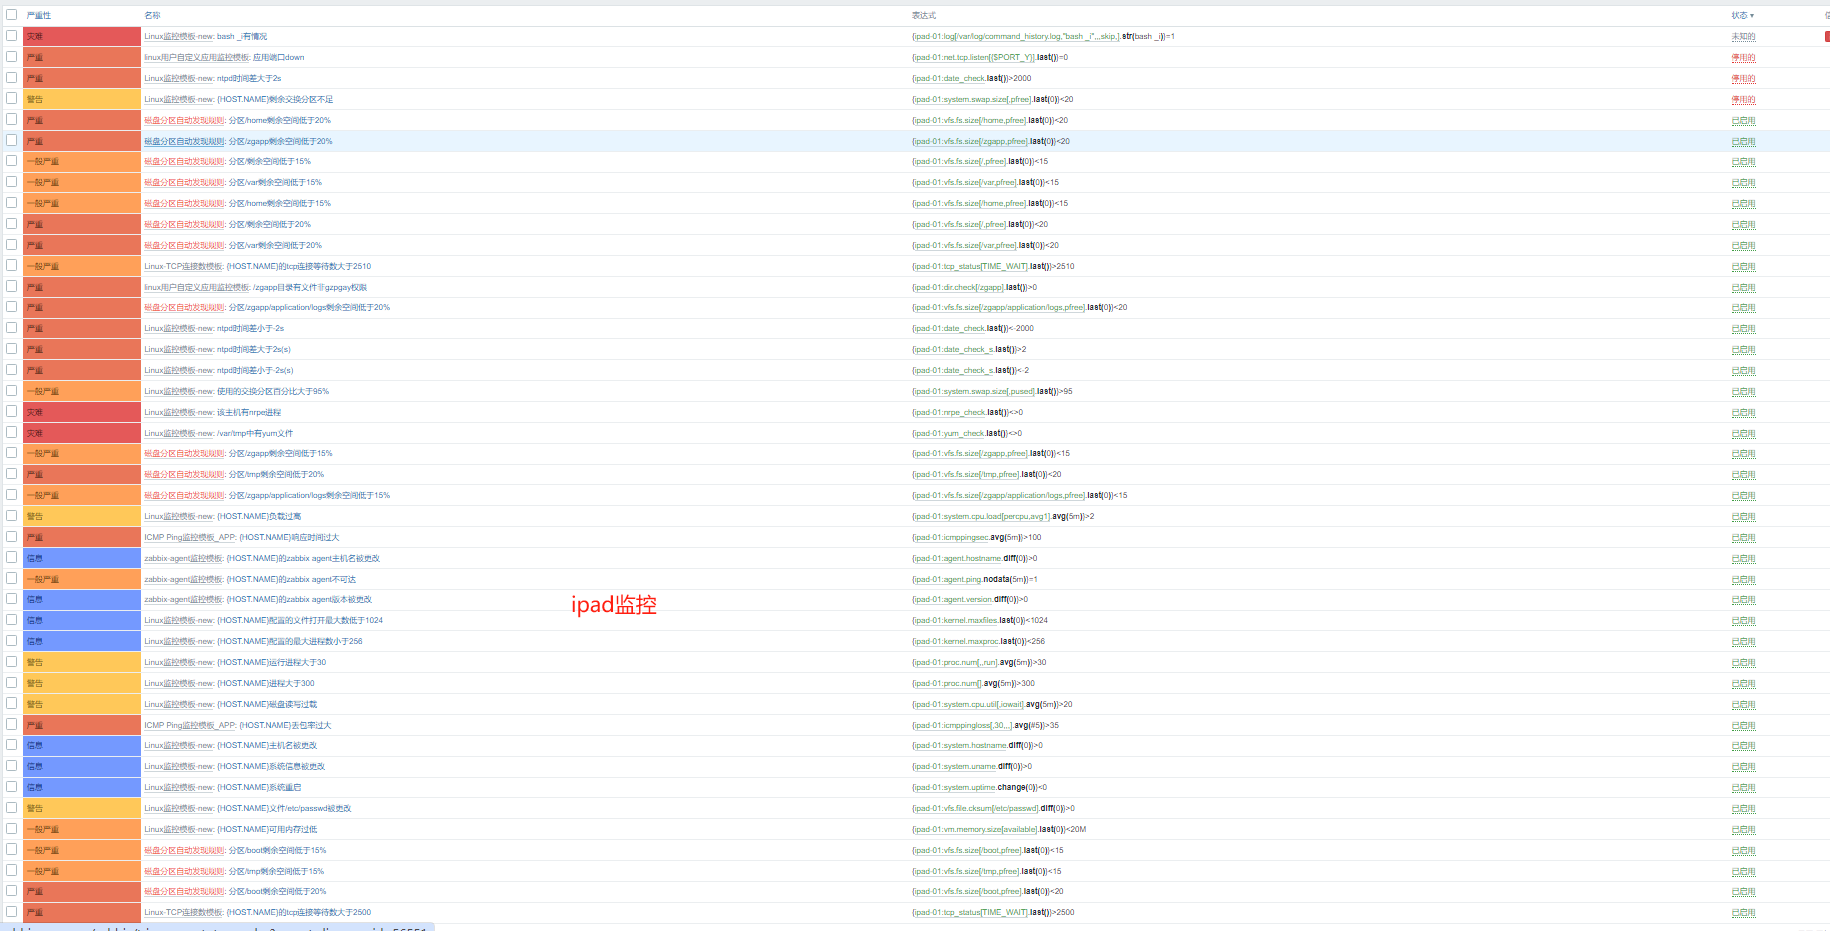 严重性 名称 表达式 状态▼
灾难 Linux监控模板-new: bash _i有情况 {ipad-01:log[/var/log/command_history.log,"bash _i",,,skip,].str(bash _i)}=1 未知的
严重 linux用户自定义应用监控模板: 应用端口down {ipad-01:net.tcp.listen[{$PORT_Y}].last()}=0 停用的
严重 Linux监控模板-new: ntpd时间差大于2s {ipad-01:date_check.last()}>2000 停用的
警告 Linux监控模板-new: {HOST.NAME}剩余交换分区不足 {ipad-01:system.swap.size[,pfree].last(0)}<20 停用的
严重 磁盘分区自动发现规则: 分区/home剩余空间低于20% {ipad-01:vfs.fs.size[/home,pfree].last(0)}<20 已启用
严重 磁盘分区自动发现规则: 分区/zgapp剩余空间低于20% {ipad-01:vfs.fs.size[/zgapp,pfree].last(0)}<20 已启用
一般严重 磁盘分区自动发现规则: 分区/剩余空间低于15% {ipad-01:vfs.fs.size[/,pfree].last(0)}<15 已启用
一般严重 磁盘分区自动发现规则: 分区/var剩余空间低于15% {ipad-01:vfs.fs.size[/var,pfree].last(0)}<15 已启用
一般严重 磁盘分区自动发现规则: 分区/home剩余空间低于15% {ipad-01:vfs.fs.size[/home,pfree].last(0)}<15 已启用
严重 磁盘分区自动发现规则: 分区/剩余空间低于20% {ipad-01:vfs.fs.size[/,pfree].last(0)}<20 已启用
严重 磁盘分区自动发现规则: 分区/var剩余空间低于20% {ipad-01:vfs.fs.size[/var,pfree].last(0)}<20 已启用
一般严重 Linux-TCP连接数模板: {HOST.NAME}的tcp连接等待数大于2510 {ipad-01:tcp_status[TIME_WAIT].last()}>2510 已启用
严重 linux用户自定义应用监控模板: /zgapp目录有文件非gzpgay权限 {ipad-01:dir.check[/zgapp].last()}>0 已启用
严重 磁盘分区自动发现规则: 分区/zgapp/application/logs剩余空间低于20% {ipad-01:vfs.fs.size[/zgapp/application/logs,pfree].last(0)}<20 已启用
严重 Linux监控模板-new: ntpd时间差小于-2s {ipad-01:date_check.last()}<-2000 已启用
严重 Linux监控模板-new: ntpd时间差大于2s(s) {ipad-01:date_check_s.last()}>2 已启用
严重 Linux监控模板-new: ntpd时间差小于-2s(s) {ipad-01:date_check_s.last()}<-2 已启用
一般严重 Linux监控模板-new: 使用的交换分区百分比大于95% {ipad-01:system.swap.size[,pused].last()}>95 已启用
灾难 Linux监控模板-new: 该主机有nrpe进程 {ipad-01:nrpe_check.last()}<>0 已启用
灾难 Linux监控模板-new: /var/tmp中有yum文件 {ipad-01:yum_check.last()}<>0 已启用
一般严重 磁盘分区自动发现规则: 分区/zgapp剩余空间低于15% {ipad-01:vfs.fs.size[/zgapp,pfree].last(0)}<15 已启用
严重 磁盘分区自动发现规则: 分区/tmp剩余空间低于20% {ipad-01:vfs.fs.size[/tmp,pfree].last(0)}<20 已启用
一般严重 磁盘分区自动发现规则: 分区/zgapp/application/logs剩余空间低于15% {ipad-01:vfs.fs.size[/zgapp/application/logs,pfree].last(0)}<15 已启用
警告 Linux监控模板-new: {HOST.NAME}负载过高 {ipad-01:system.cpu.load[percpu,avg1].avg(5m)}>2 已启用
严重 ICMP Ping监控模板_APP: {HOST.NAME}响应时间过大 {ipad-01:icmppingsec.avg(5m)}>100 已启用
信息 zabbix-agent监控模板: {HOST.NAME}的zabbix agent主机名被更改 {ipad-01:agent.hostname.diff(0)}>0 已启用
一般严重 zabbix-agent监控模板: {HOST.NAME}的zabbix agent不可达 {ipad-01:agent.ping.nodata(5m)}=1 已启用
信息 zabbix-agent监控模板: {HOST.NAME}的zabbix agent版本被更改 {ipad-01:agent.version.diff(0)}>0 已启用
ipad监控
信息 Linux监控模板-new: {HOST.NAME}配置的文件打开最大数低于1024 {ipad-01:kernel.maxfiles.last(0)}<1024 已启用
信息 Linux监控模板-new: {HOST.NAME}配置的最大进程数小于256 {ipad-01:kernel.maxproc.last(0)}<256 已启用
警告 Linux监控模板-new: {HOST.NAME}运行进程大于30 {ipad-01:proc.num[,,run].avg(5m)}>30 已启用
警告 Linux监控模板-new: {HOST.NAME}进程大于300 {ipad-01:proc.num[].avg(5m)}>300 已启用
警告 Linux监控模板-new: {HOST.NAME}磁盘读写过载 {ipad-01:system.cpu.util[,iowait].avg(5m)}>20 已启用
严重 ICMP Ping监控模板_APP: {HOST.NAME}丢包率过大 {ipad-01:icmppingloss[,30,,,].avg(#5)}>35 已启用
信息 Linux监控模板-new: {HOST.NAME}主机名被更改 {ipad-01:system.hostname.diff(0)}>0 已启用
信息 Linux监控模板-new: {HOST.NAME}系统信息被更改 {ipad-01:system.uname.diff(0)}>0 已启用
信息 Linux监控模板-new: {HOST.NAME}系统重启 {ipad-01:system.uptime.change(0)}<0 已启用
警告 Linux监控模板-new: {HOST.NAME}文件/etc/passwd被更改 {ipad-01:vfs.file.cksum[/etc/passwd].diff(0)}>0 已启用
一般严重 Linux监控模板-new: {HOST.NAME}可用内存过低 {ipad-01:vm.memory.size[available].last(0)}<20M 已启用
一般严重 磁盘分区自动发现规则: 分区/boot剩余空间低于15% {ipad-01:vfs.fs.size[/boot,pfree].last(0)}<15 已启用
一般严重 磁盘分区自动发现规则: 分区/tmp剩余空间低于15% {ipad-01:vfs.fs.size[/tmp,pfree].last(0)}<15 已启用
严重 磁盘分区自动发现规则: 分区/boot剩余空间低于20% {ipad-01:vfs.fs.size[/boot,pfree].last(0)}<20 已启用
严重 Linux-TCP连接数模板: {HOST.NAME}的tcp连接等待数大于2500 {ipad-01:tcp_status[TIME_WAIT].last()}>2500 已启用